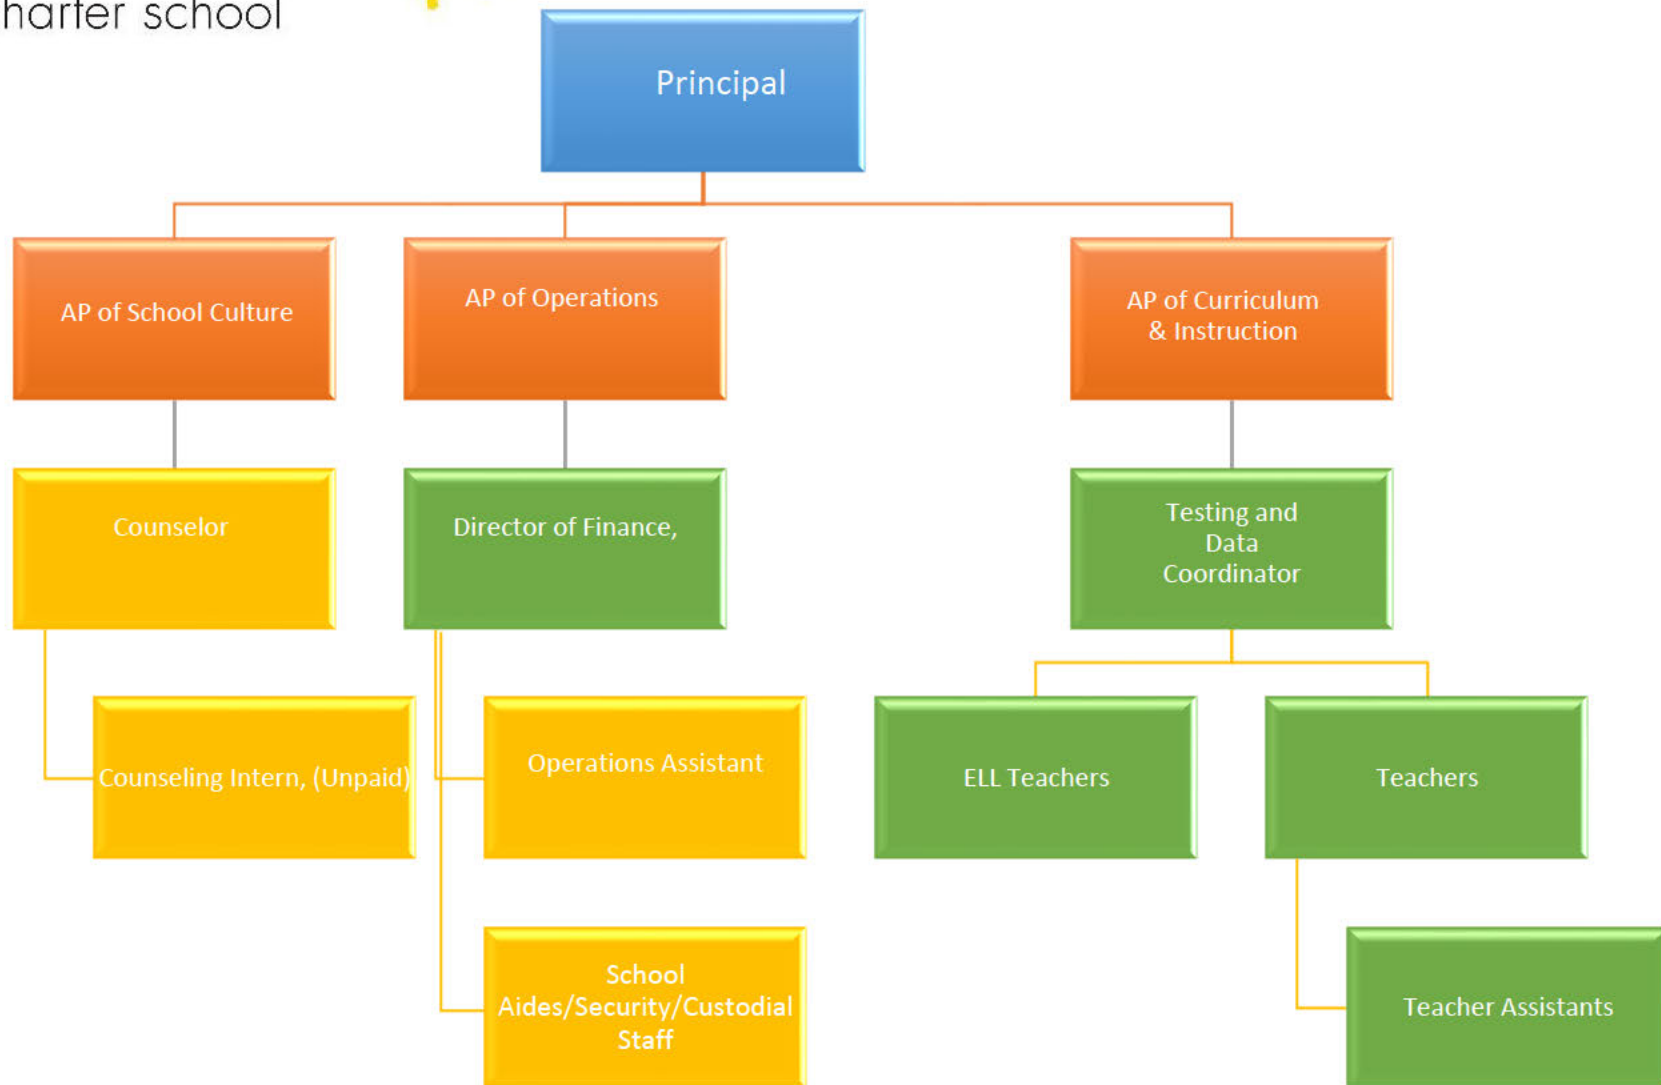 harter school
Principal
AP of School Culture
AP of Operations
AP of Curriculum
& Instruction
Counselor
Director of Finance,
Testing and
Data
Coordinator
Counseling Intern, (Unpaid)
Operations Assistant
ELL Teachers
Teachers
School
Aides/Security/Custodial
Staff
Teacher Assistants